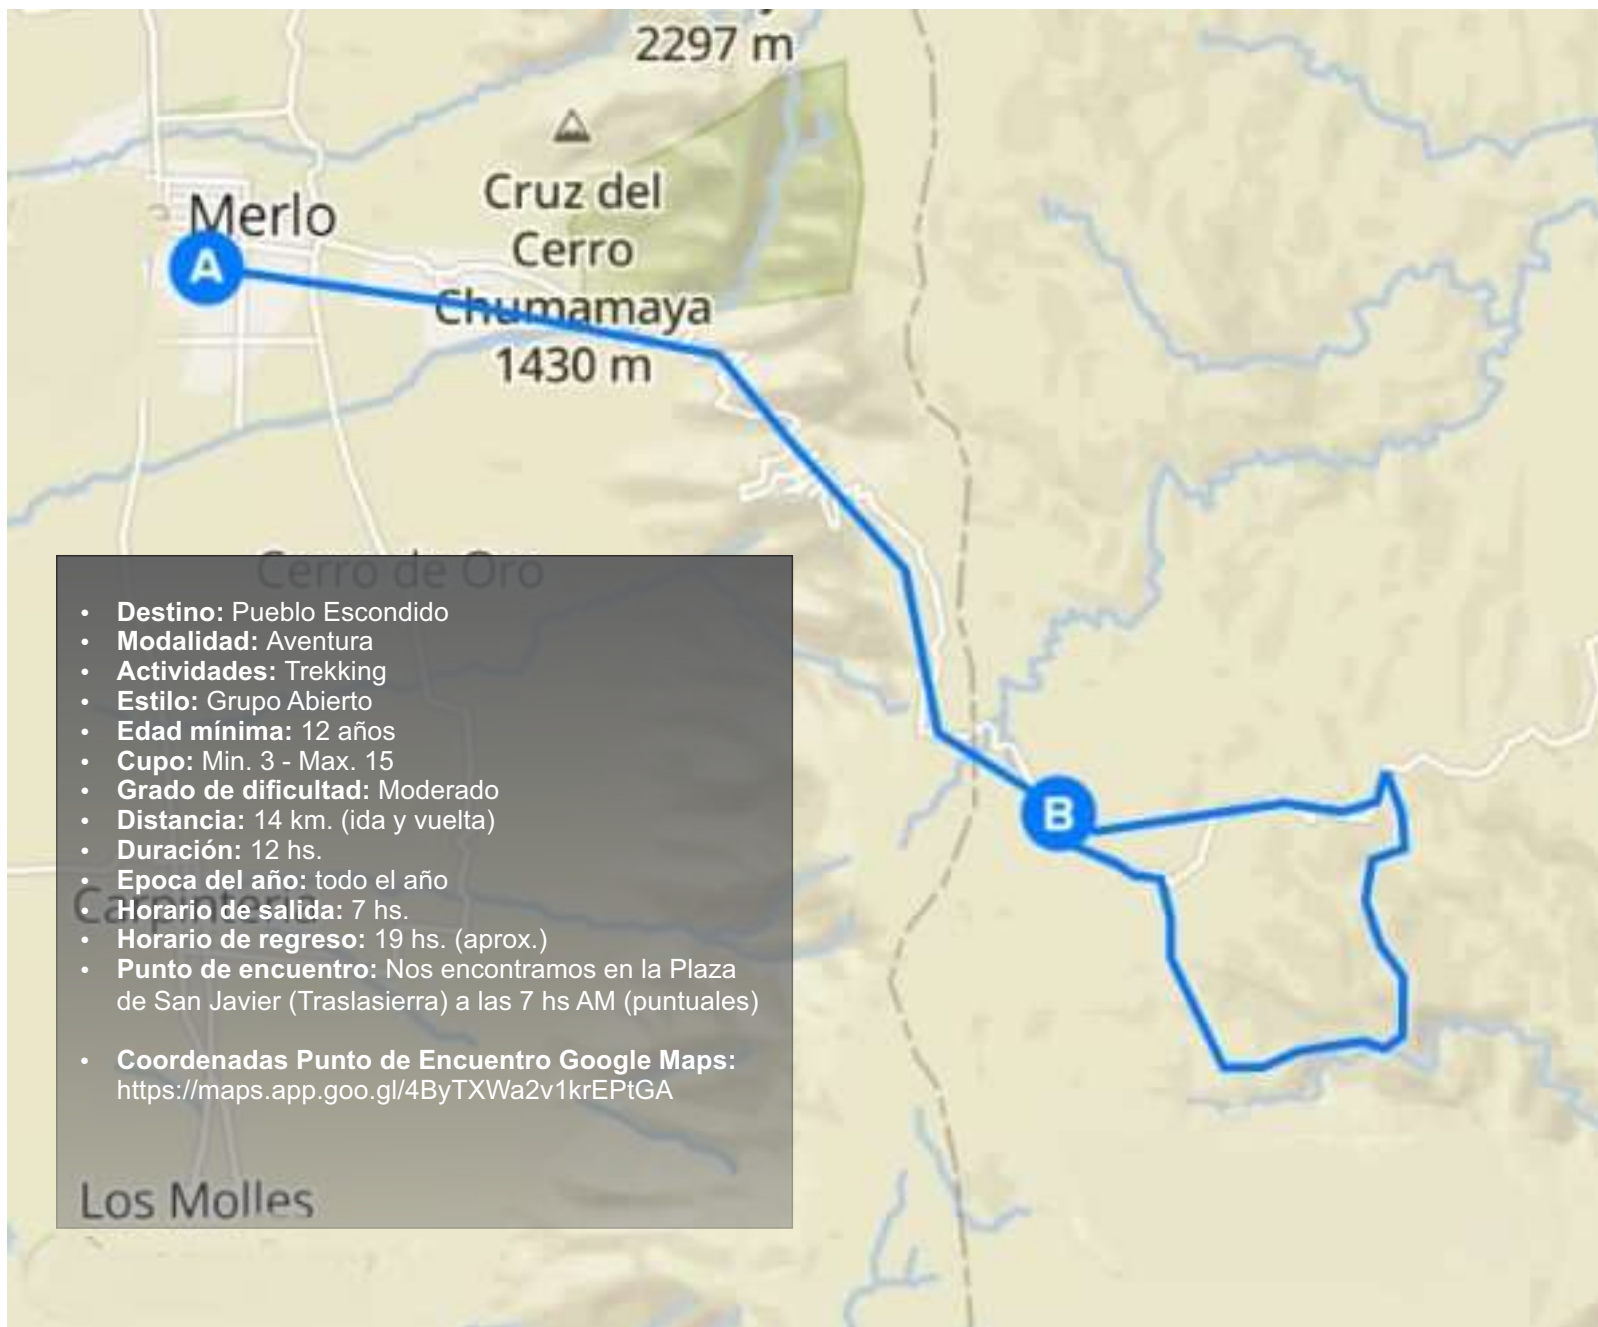 2297 m
Cruz del
Cerro
Chumamaya
1430 m
Merlo
A
Cerro de Oro
• Destino: Pueblo Escondido
• Modalidad: Aventura
• Actividades: Trekking
• Estilo: Grupo Abierto
• Edad mínima: 12 años
• Cupo: Min. 3 - Max. 15
• Grado de dificultad: Moderado
• Distancia: 14 km. (ida y vuelta)
• Duración: 12 hs.
• Epoca del año: todo el año
• Horario de salida: 7 hs.
• Horario de regreso: 19 hs. (aprox.)
• Punto de encuentro: Nos encontramos en la Plaza
de San Javier (Traslasierra) a las 7 hs AM (puntuales)
• Coordenadas Punto de Encuentro Google Maps:
https://maps.app.goo.gl/4ByTXWa2v1krEPtGA
B
Carpintería
Los Molles